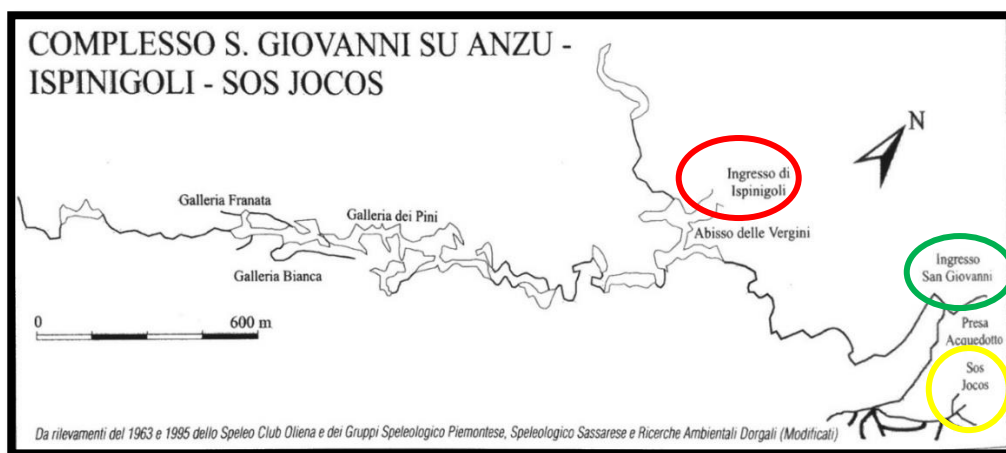 COMPLESSO S. GIOVANNI SU ANZU -
ISPINIGOLI - SOS JOCOS
N
Ingresso di
Ispinigoli
Galleria Franata
Galleria dei Pini
Abisso delle Vergini
Galleria Bianca
Ingresso
San Giovanni
0 600 m
Presa
Acquedotto
Sos
Jocos
Da rilevamenti del 1963 e 1995 dello Speleo Club Oliena e dei Gruppi Speleologico Piemontese, Speleologico Sassarese e Ricerche Ambientali Dorgali (Modificati)